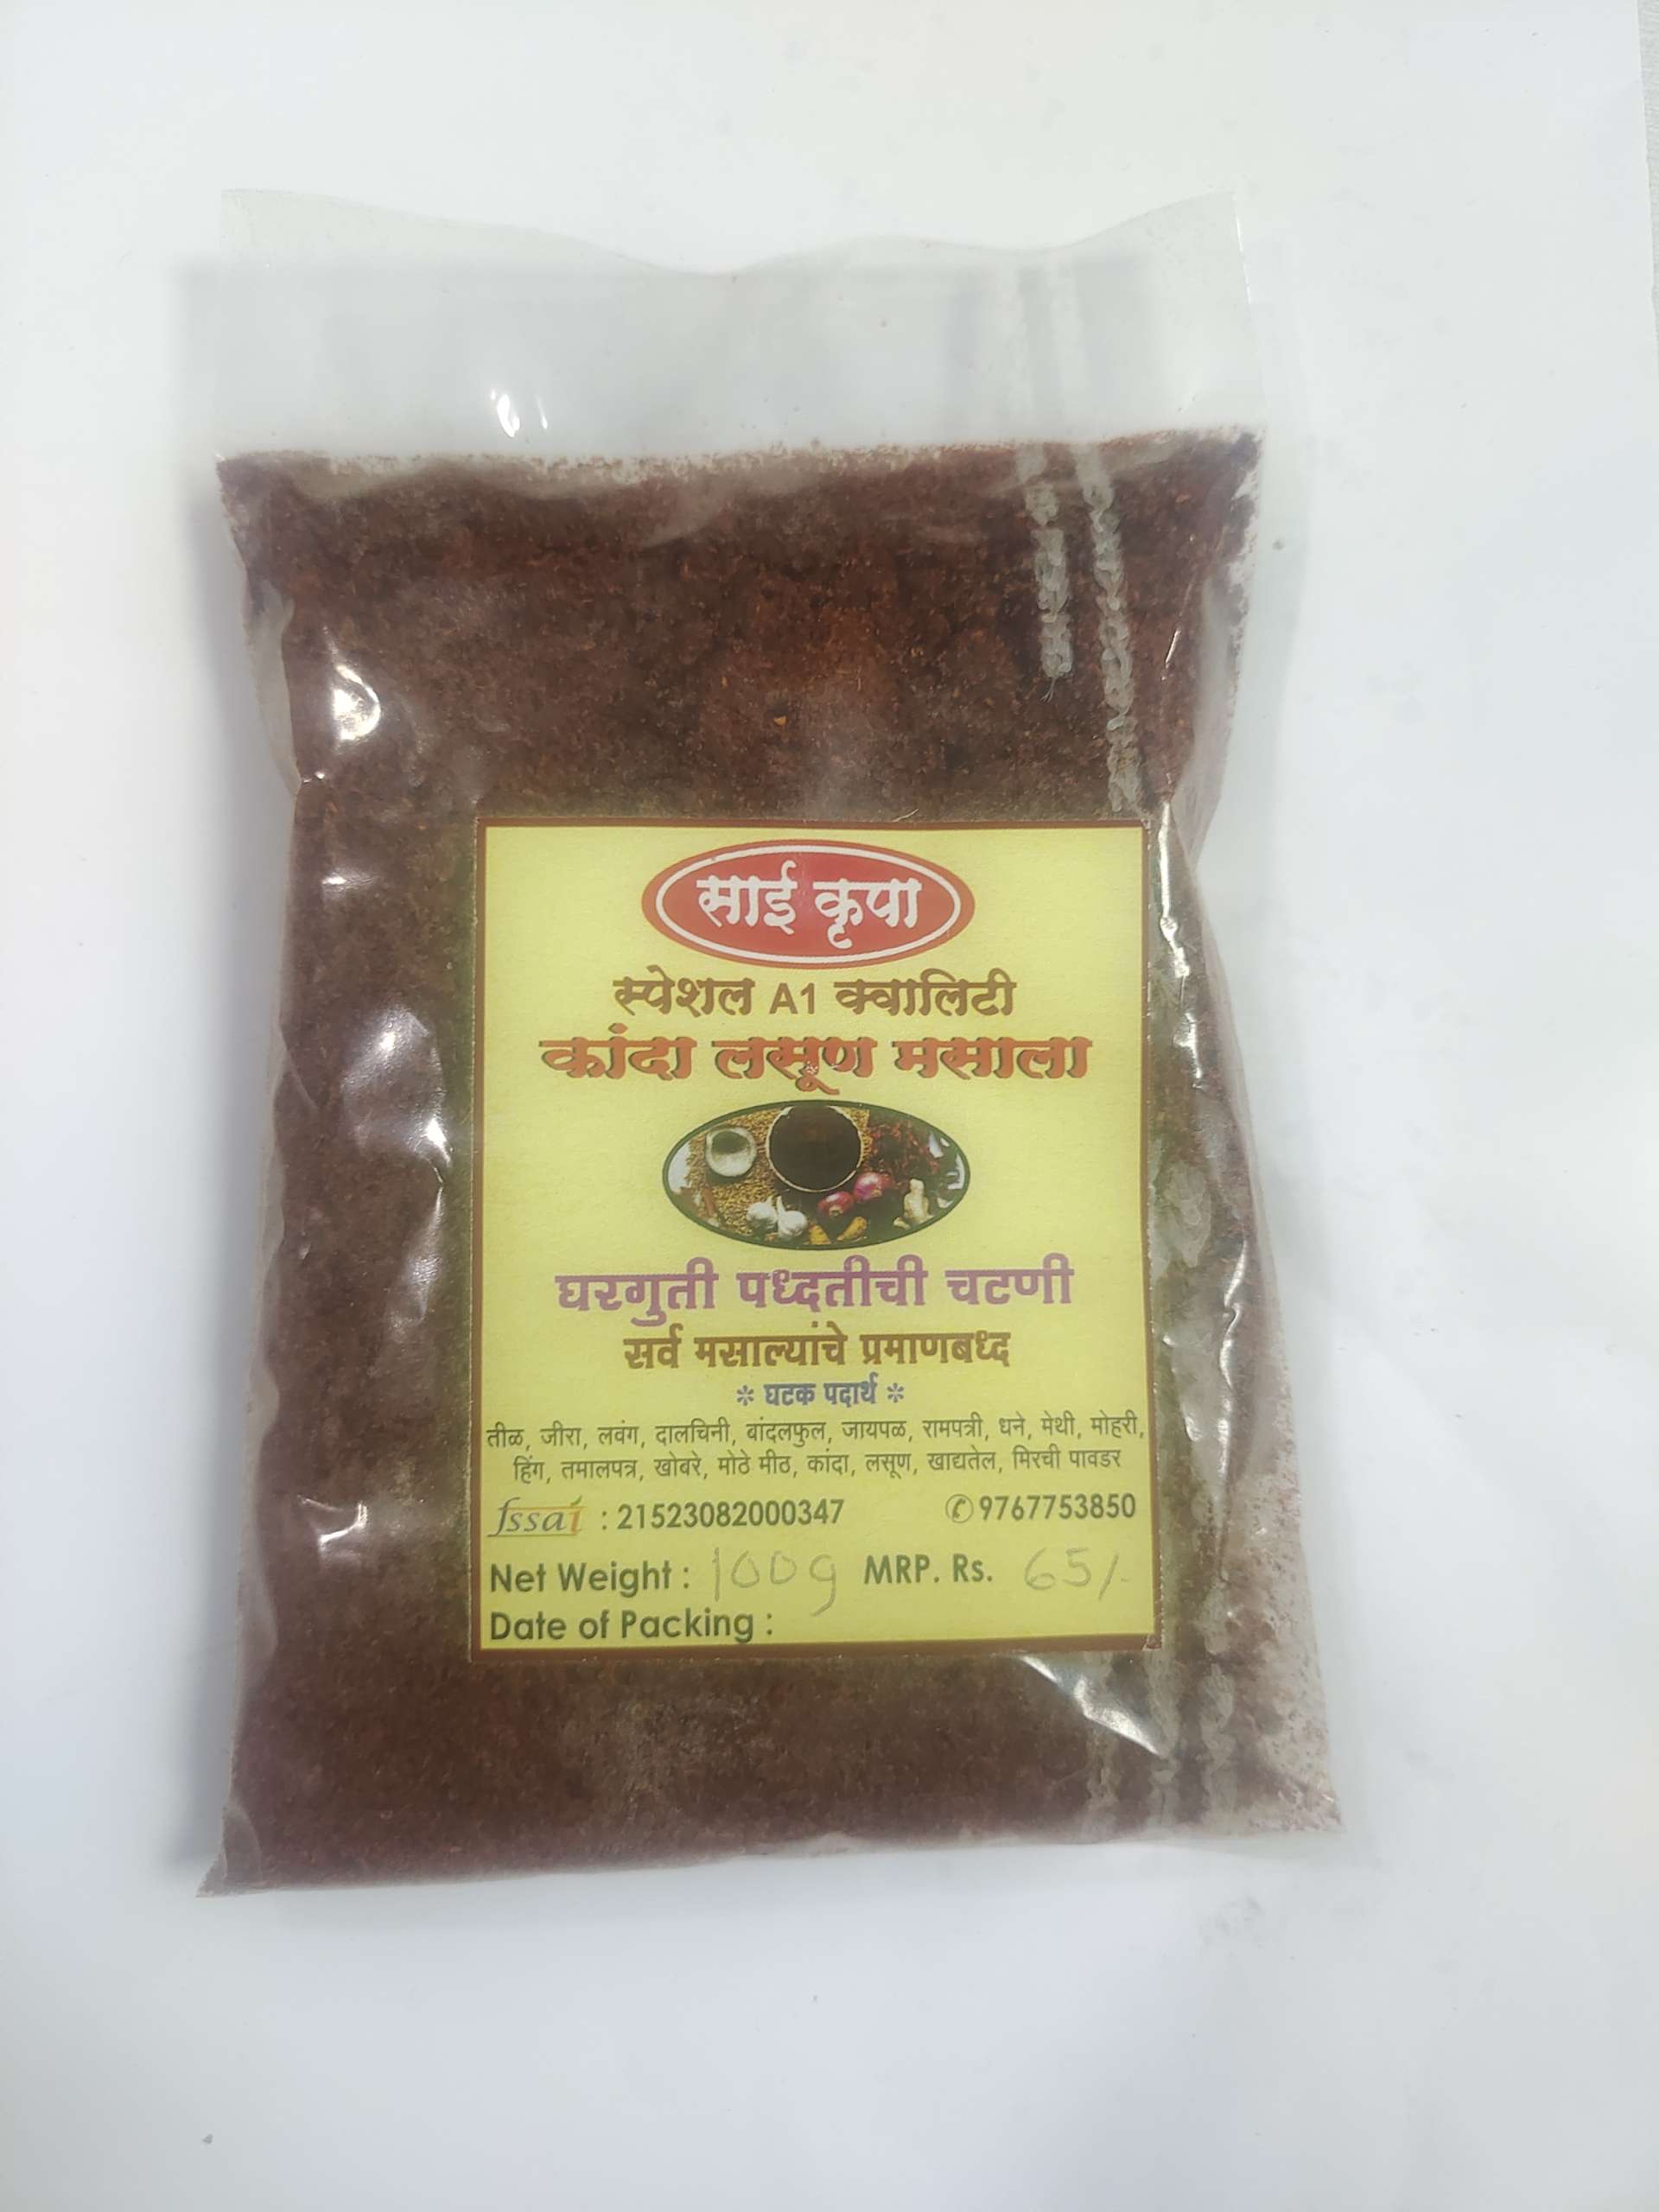 साई कृपा
स्पेशल A1 क्वालिटी
कांदा लसूण मसाला
घरगुती पध्दतीची चटणी
सर्व मसाल्यांचे प्रमाणबध्द
* घटक पदार्थ *
तीळ, जीरा, लवंग, दालचिनी, बांदलफुल, जायपळ, रामपत्री, धने, मेथी, मोहरी,
हिंग, तमालपत्र, खोबरे, मोठे मीठ, कांदा, लसूण, खाद्यतेल, मिरची पावडर
fssai : 21523082000347 ✆9767753850
Net Weight : 100g MRP. Rs. 65/-
Date of Packing :